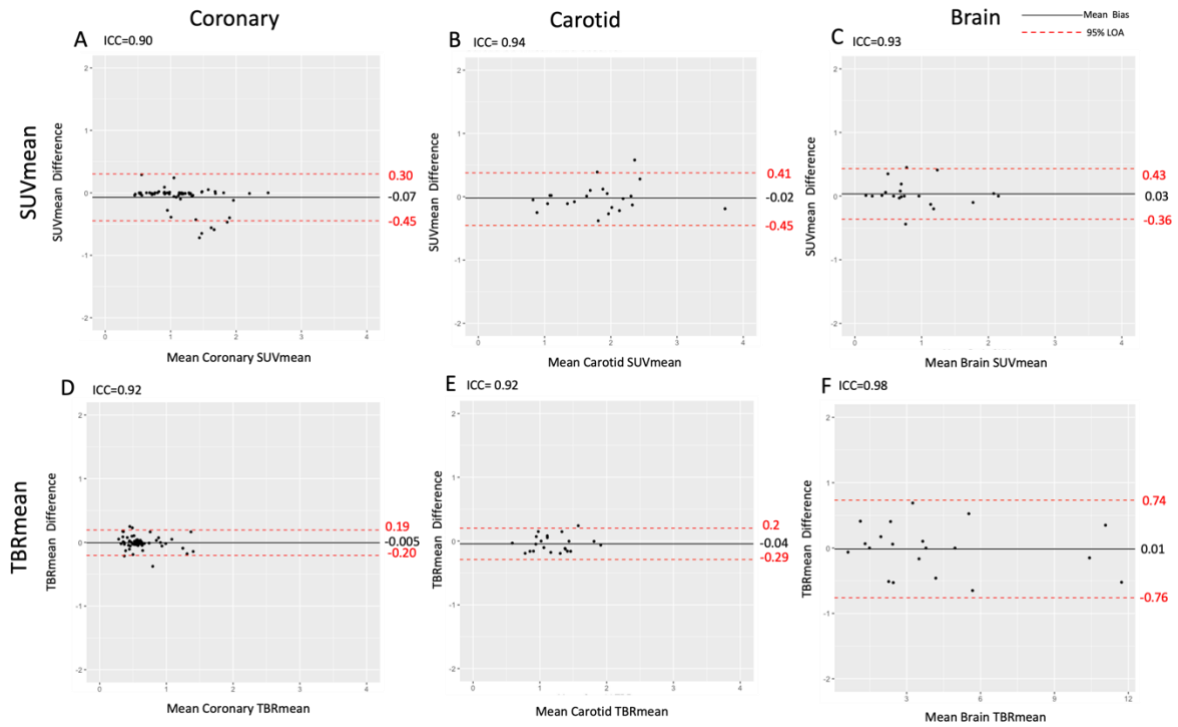 Coronary
Carotid
Brain
Mean Bias
95% LOA
SUVmean
A
ICC=0.90
SUVmean Difference
2
1
0
-1
-2
0.30
-0.07
-0.45
0 1 2 3 4
Mean Coronary SUVmean
B
ICC= 0.94
SUVmean Difference
2
1
0
-1
-2
0.41
-0.02
-0.45
0 1 2 3 4
Mean Carotid SUVmean
C
ICC=0.93
SUVmean Difference
2
1
0
-1
-2
0.43
0.03
-0.36
0 1 2 3 4
Mean Brain SUVmean
TBRmean
D
ICC=0.92
TBRmean Difference
2
1
0
-1
-2
0.19
-0.005
-0.20
0 1 2 3 4
Mean Coronary TBRmean
E
ICC= 0.92
TBRmean Difference
2
1
0
-1
-2
0.2
-0.04
-0.29
0 1 2 3 4
Mean Carotid TBRmean
F
ICC=0.98
TBRmean Difference
2
1
0
-1
-2
0.74
0.01
-0.76
3 6 9 12
Mean Brain TBRmean